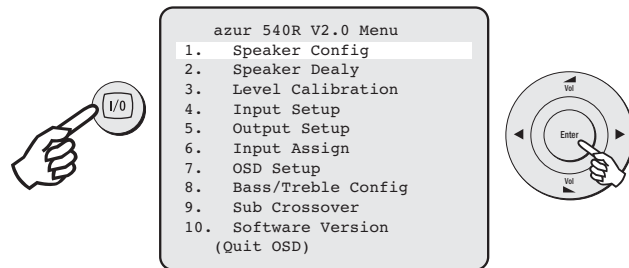 I/0
azur 540R V2.0 Menu
1. Speaker Config
2. Speaker Dealy
3. Level Calibration
4. Input Setup
5. Output Setup
6. Input Assign
7. OSD Setup
8. Bass/Treble Config
9. Sub Crossover
10. Software Version
(Quit OSD)
Vol
Enter
Vol